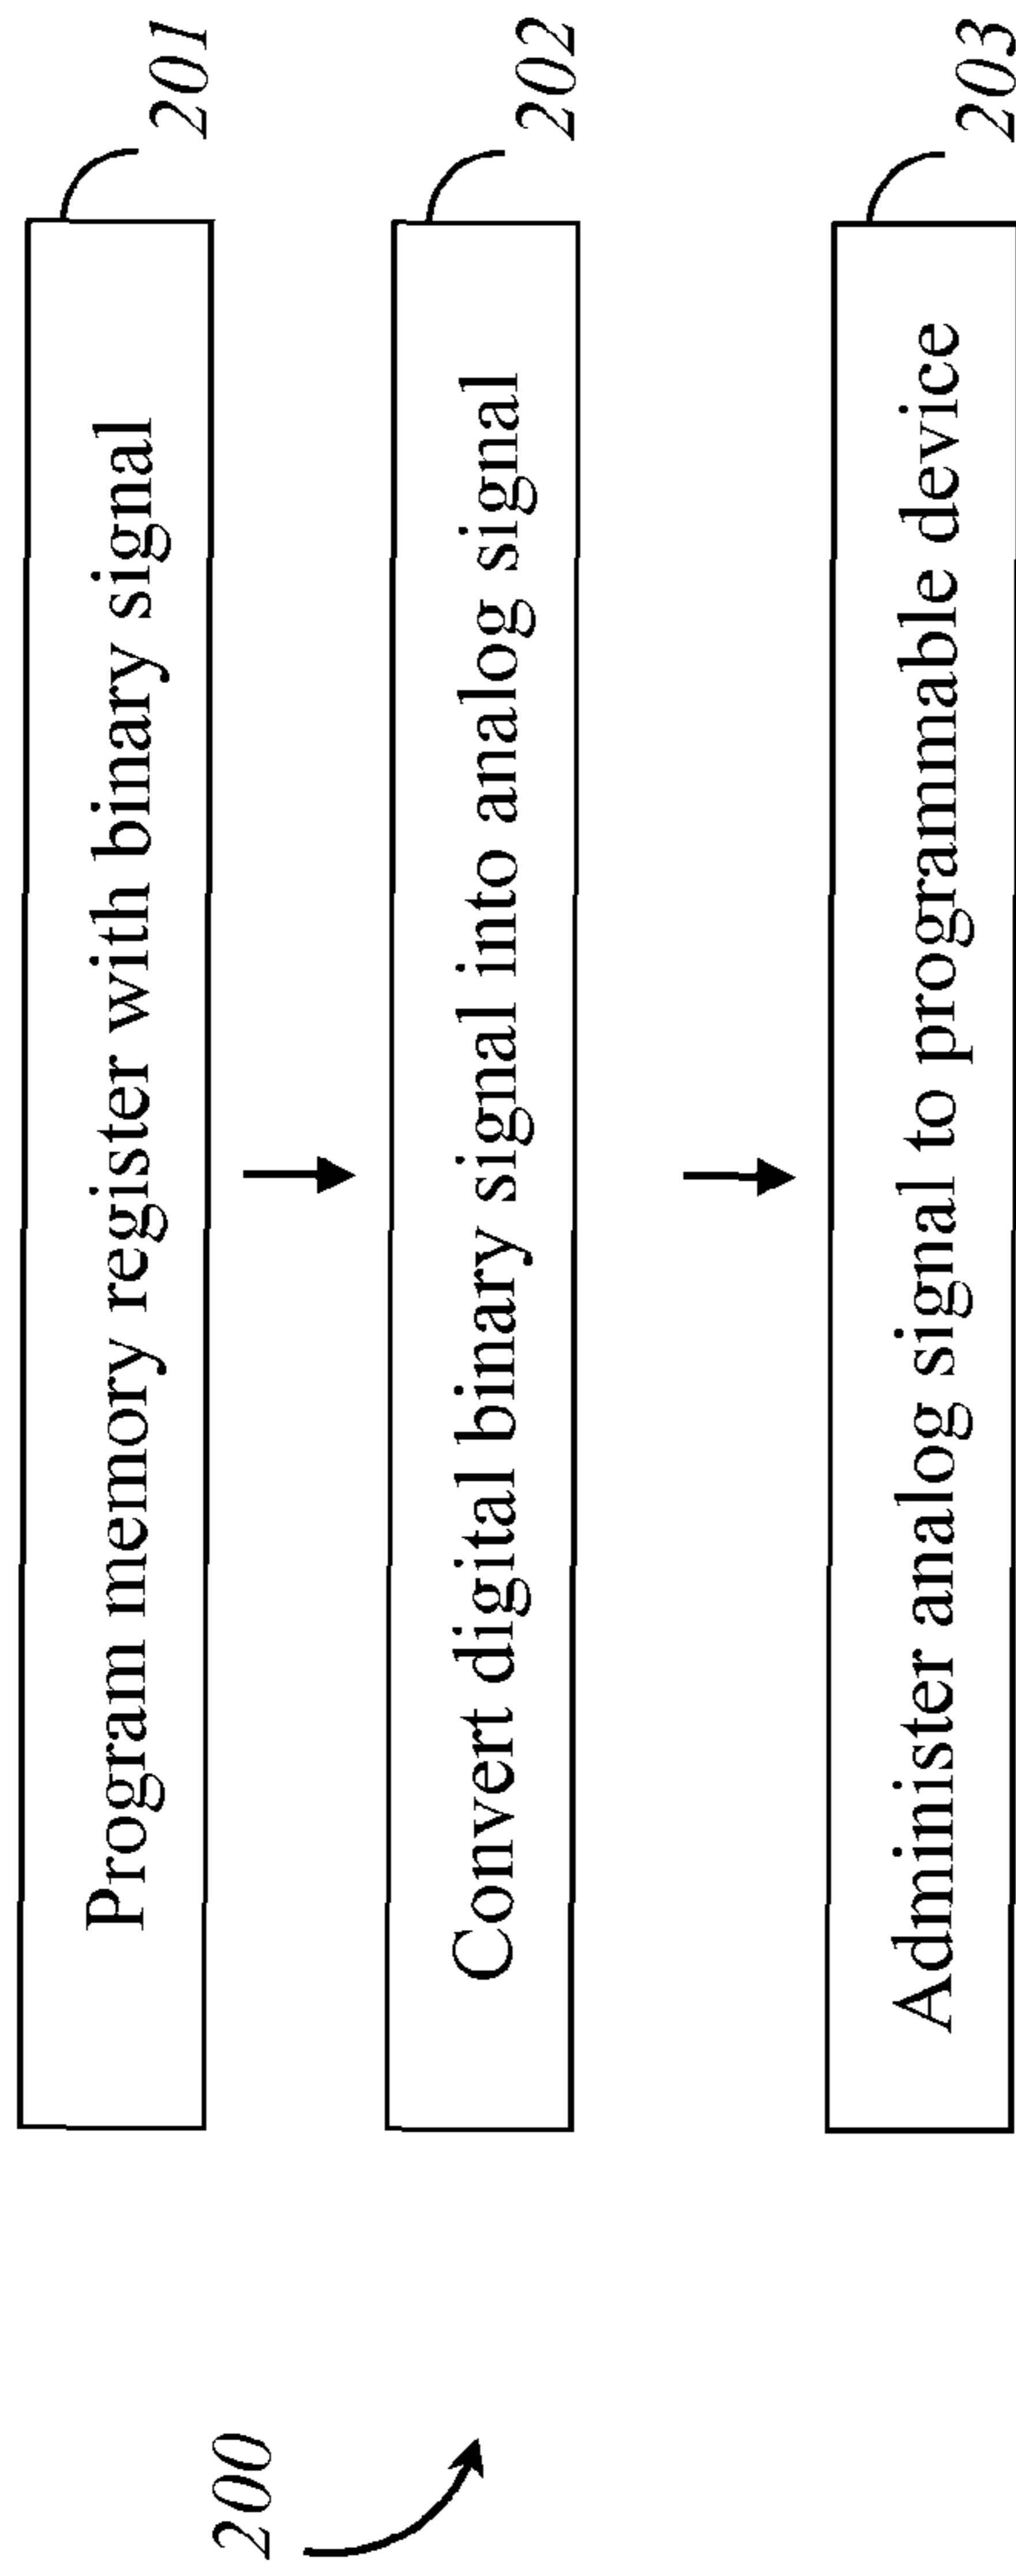 200
201
Program memory register with binary signal
202
Convert digital binary signal into analog signal
203
Administer analog signal to programmable device